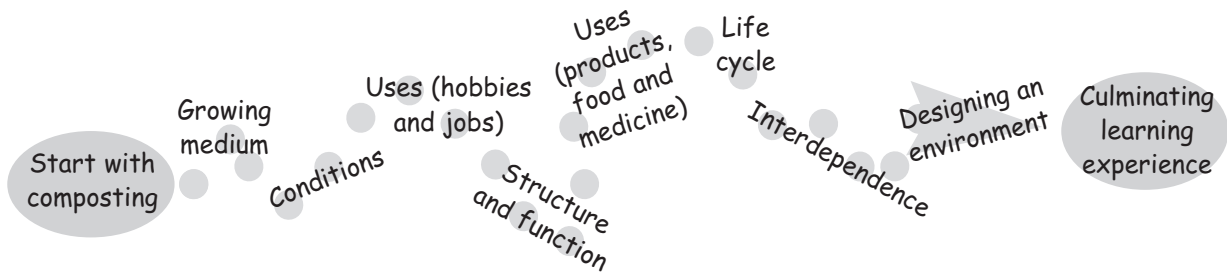 Start with
composting
Growing
medium
Conditions
Uses (hobbies
and jobs)
Structure
and function
Uses
(products,
food and
medicine)
Life
cycle
Interdependence
Designing an
environment
Culminating
learning
experience